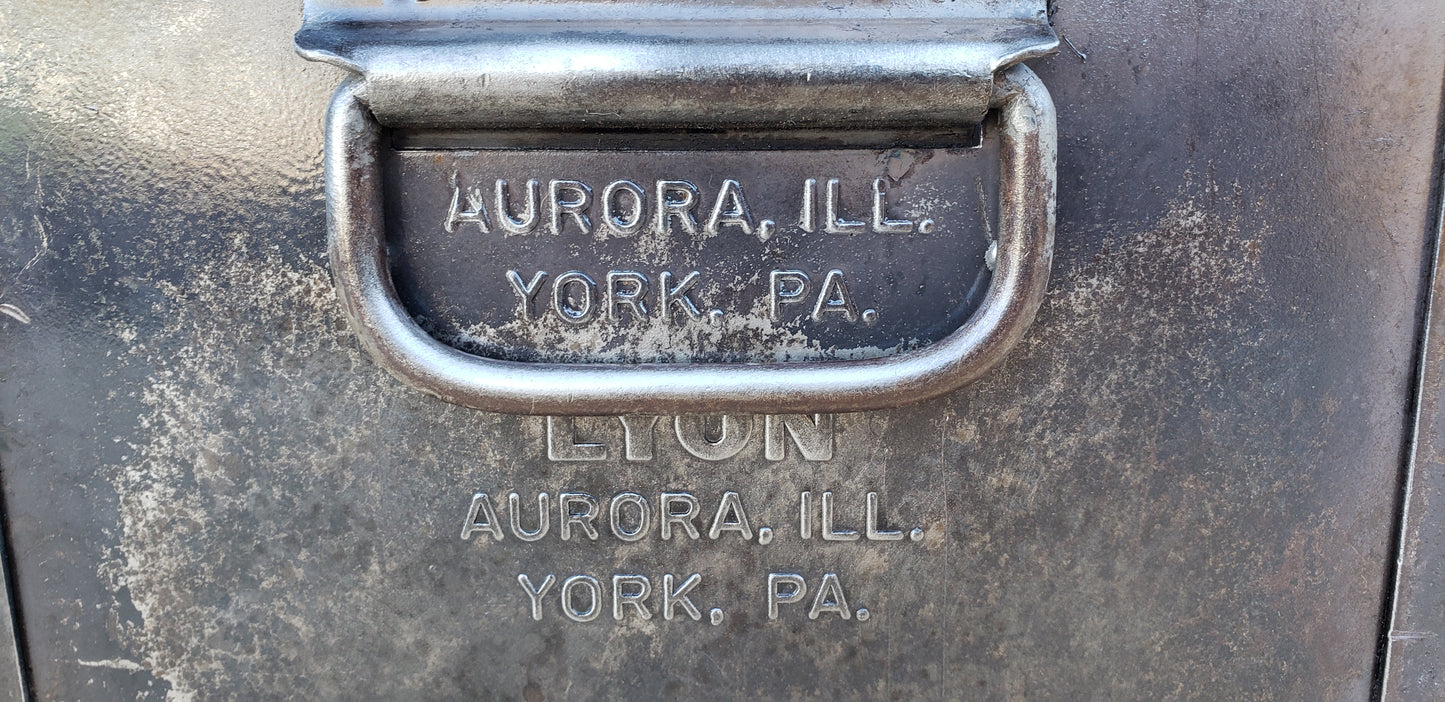 AURORA, ILL.
YORK, PA.
LYON
AURORA, ILL.
YORK, PA.